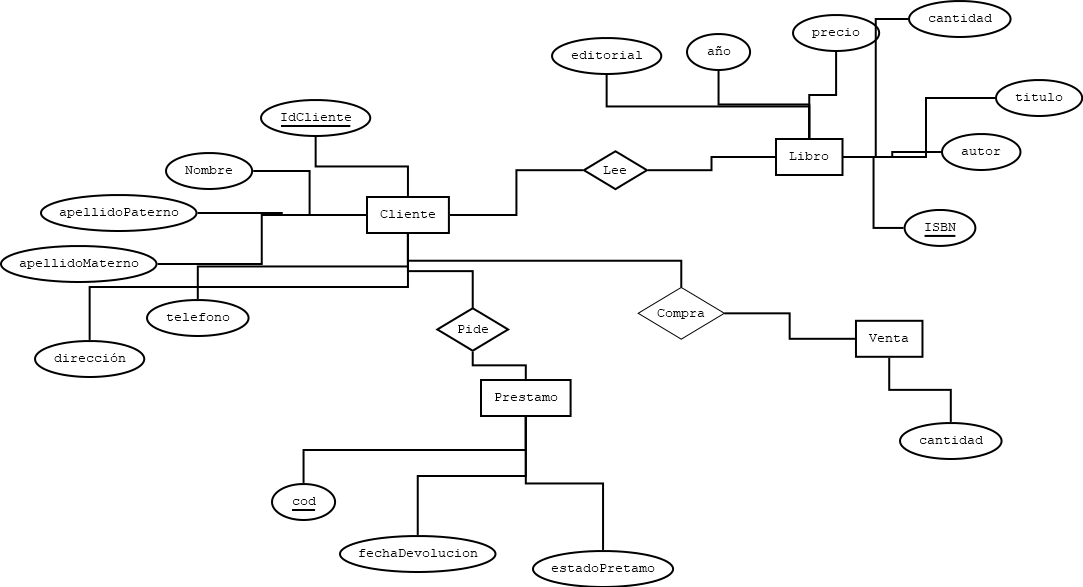 cantidad
precio
año
editorial
titulo
IdCliente
autor
Libro
Nombre
Lee
apellidoPaterno
Cliente
ISBN
apellidoMaterno
Compra
telefono
Pide
Venta
dirección
Prestamo
cantidad
cod
fechaDevolucion
estadoPretamo